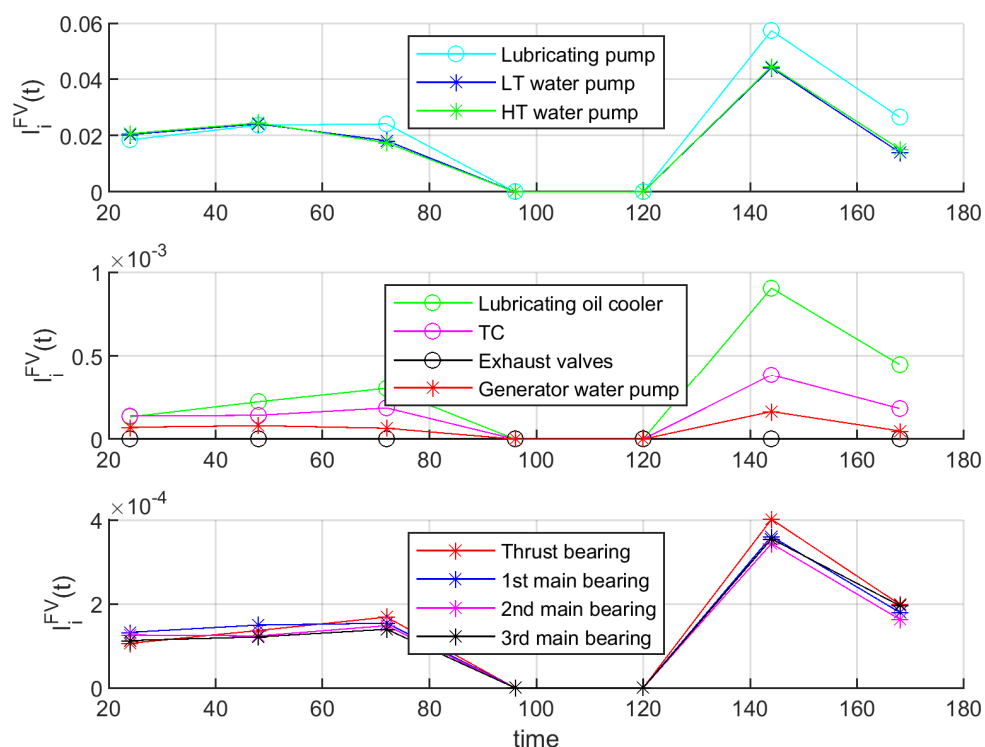 0.06
0.04
0.02
0
I_i^FV(t)
Lubricating pump
LT water pump
HT water pump
20 40 60 80 100 120 140 160 180
×10^-3
1
0.5
0
I_i^FV(t)
Lubricating oil cooler
TC
Exhaust valves
Generator water pump
20 40 60 80 100 120 140 160 180
×10^-4
4
2
0
I_i^FV(t)
Thrust bearing
1st main bearing
2nd main bearing
3rd main bearing
20 40 60 80 100 120 140 160 180
time